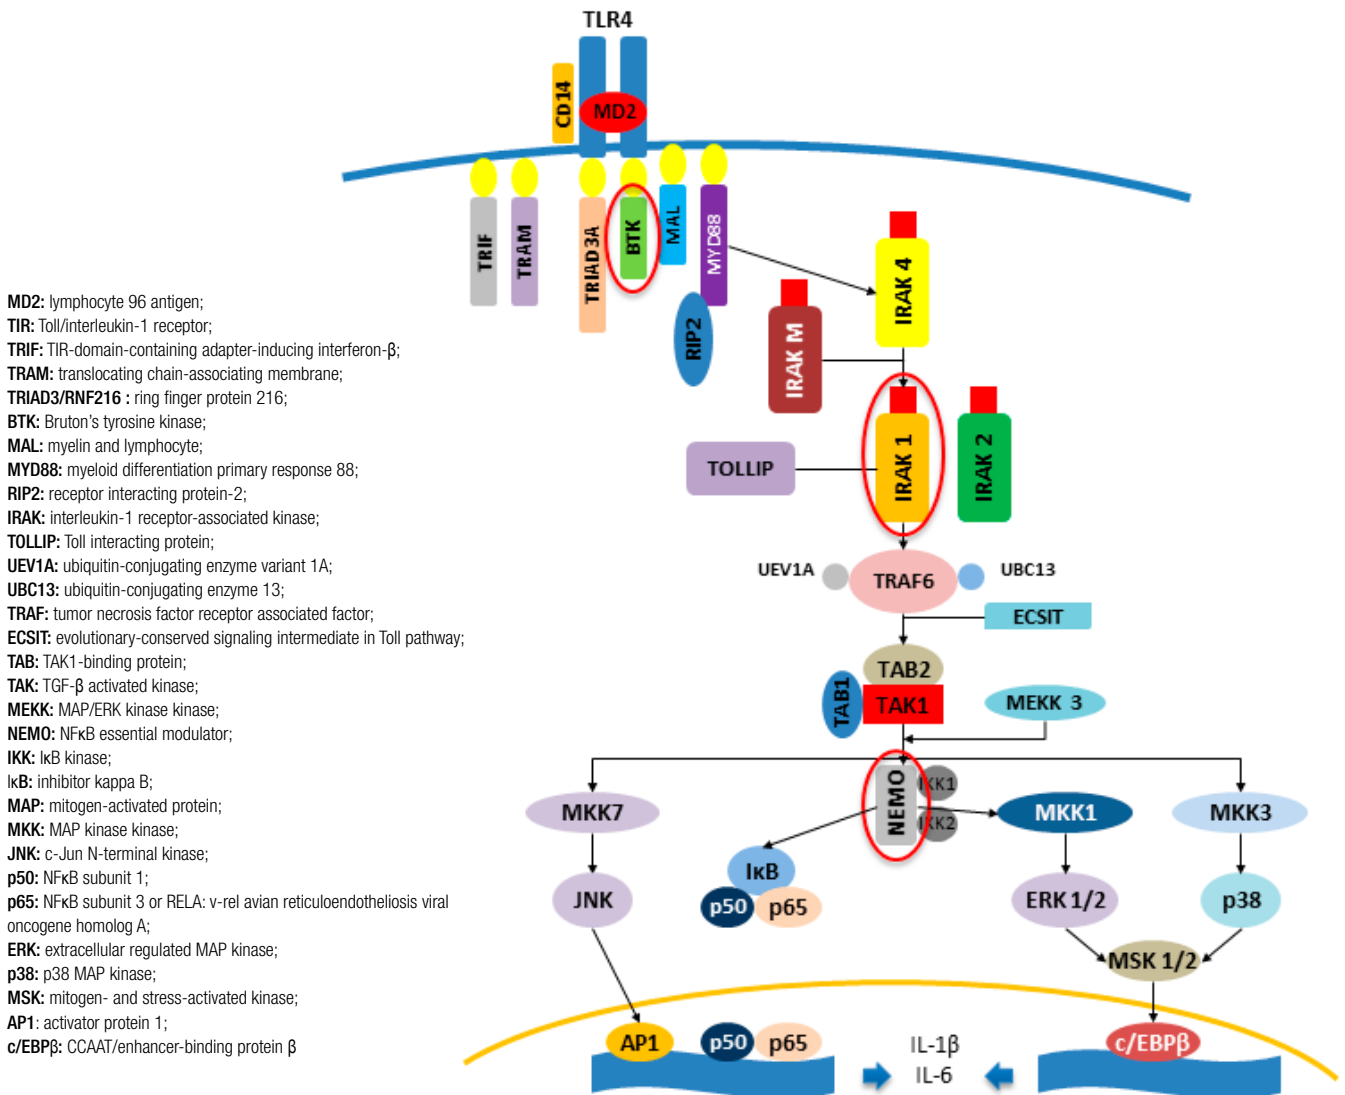 TLR4
CD14
MD2
TRIF
TRAM
TRIAD3A
BTK
MAL
MYD88
RIP2
IRAK M
IRAK 4
IRAK 1
IRAK 2
TOLLIP
UEV1A
TRAF6
UBC13
ECSIT
TAB2
TAB1
TAK1
MEKK 3
NEMO
IKK1
IKK2
MKK7
MKK1
MKK3
IκB
p50
p65
JNK
ERK 1/2
p38
MSK 1/2
AP1
p50
p65
IL-1β
IL-6
c/EBPβ
MD2: lymphocyte 96 antigen;
TIR: Toll/interleukin-1 receptor;
TRIF: TIR-domain-containing adapter-inducing interferon-β;
TRAM: translocating chain-associating membrane;
TRIAD3/RNF216 : ring finger protein 216;
BTK: Bruton's tyrosine kinase;
MAL: myelin and lymphocyte;
MYD88: myeloid differentiation primary response 88;
RIP2: receptor interacting protein-2;
IRAK: interleukin-1 receptor-associated kinase;
TOLLIP: Toll interacting protein;
UEV1A: ubiquitin-conjugating enzyme variant 1A;
UBC13: ubiquitin-conjugating enzyme 13;
TRAF: tumor necrosis factor receptor associated factor;
ECSIT: evolutionary-conserved signaling intermediate in Toll pathway;
TAB: TAK1-binding protein;
TAK: TGF-β activated kinase;
MEKK: MAP/ERK kinase kinase;
NEMO: NFκB essential modulator;
IKK: IκB kinase;
IκB: inhibitor kappa B;
MAP: mitogen-activated protein;
MKK: MAP kinase kinase;
JNK: c-Jun N-terminal kinase;
p50: NFκB subunit 1;
p65: NFκB subunit 3 or RELA: v-rel avian reticuloendotheliosis viral
oncogene homolog A;
ERK: extracellular regulated MAP kinase;
p38: p38 MAP kinase;
MSK: mitogen- and stress-activated kinase;
AP1: activator protein 1;
c/EBPβ: CCAAT/enhancer-binding protein β